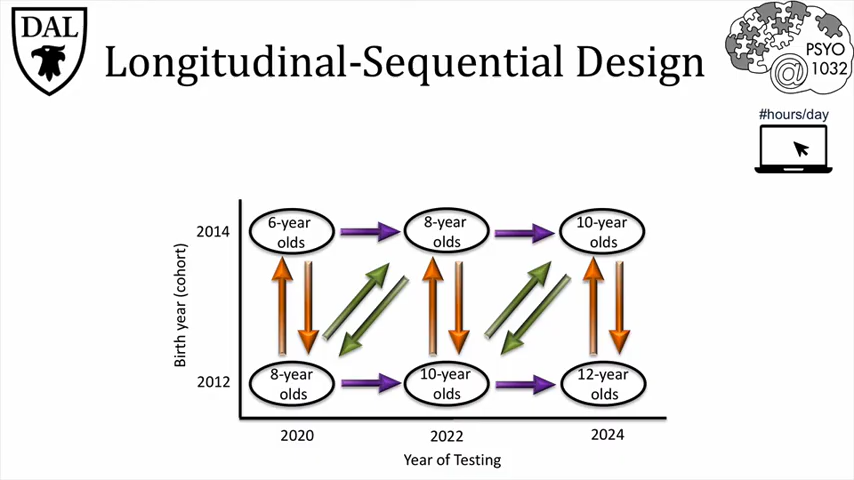 DAL
Longitudinal-Sequential Design
PSYO
@ 1032
#hours/day
2014
6-year
olds
8-year
olds
10-year
olds
Birth year (cohort)
2012
8-year
olds
10-year
olds
12-year
olds
2020
2022
2024
Year of Testing